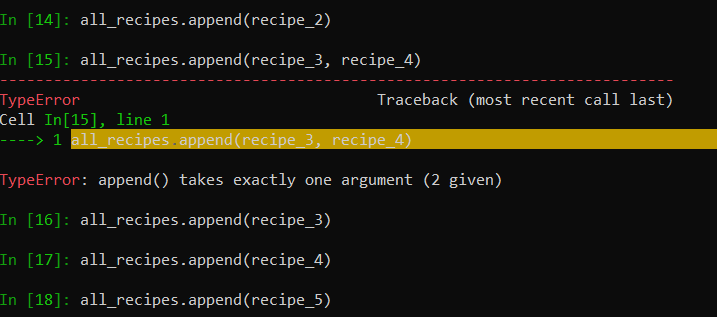 In [14]: all_recipes.append(recipe_2)
In [15]: all_recipes.append(recipe_3, recipe_4)
---------------------------------------------------------------------------
TypeError                                 Traceback (most recent call last)
Cell In[15], line 1
----> 1 all_recipes.append(recipe_3, recipe_4)
TypeError: append() takes exactly one argument (2 given)
In [16]: all_recipes.append(recipe_3)
In [17]: all_recipes.append(recipe_4)
In [18]: all_recipes.append(recipe_5)